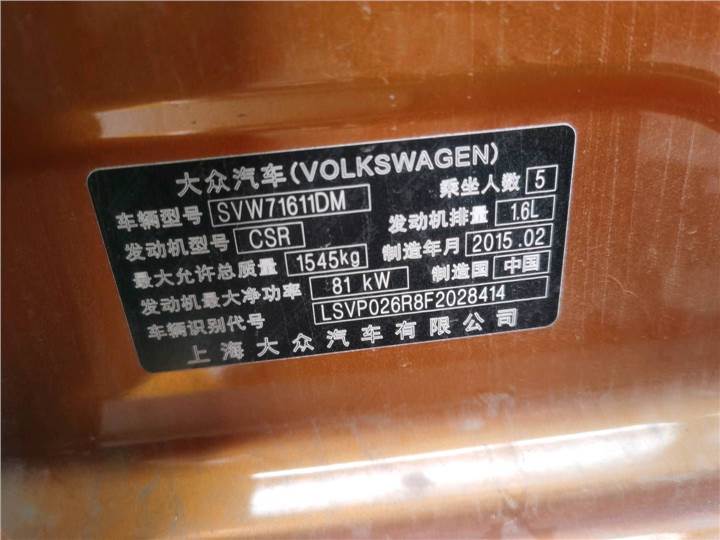 大众汽车(VOLKSWAGEN)
车辆型号 SVW71611DM 乘坐人数 5
发动机型号 CSR 发动机排量 1.6L
最大允许总质量 1545kg 制造年月 2015.02
发动机最大净功率 81 kW 制造国 中国
车辆识别代号 LSVP026R8F2028414
上海大众汽车有限公司